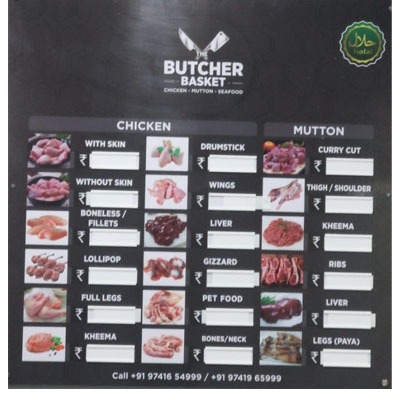 THE
BUTCHER
BASKET
CHICKEN - MUTTON - SEAFOOD
حلال
halal
CHICKEN
MUTTON
WITH SKIN
₹
DRUMSTICK
₹
CURRY CUT
₹
WITHOUT SKIN
₹
WINGS
₹
THIGH / SHOULDER
₹
BONELESS /
FILLETS
₹
LIVER
₹
KHEEMA
₹
LOLLIPOP
₹
GIZZARD
₹
RIBS
₹
FULL LEGS
₹
PET FOOD
₹
LIVER
₹
KHEEMA
₹
BONES/NECK
₹
LEGS (PAYA)
₹
Call +91 97416 54999 / +91 97419 65999